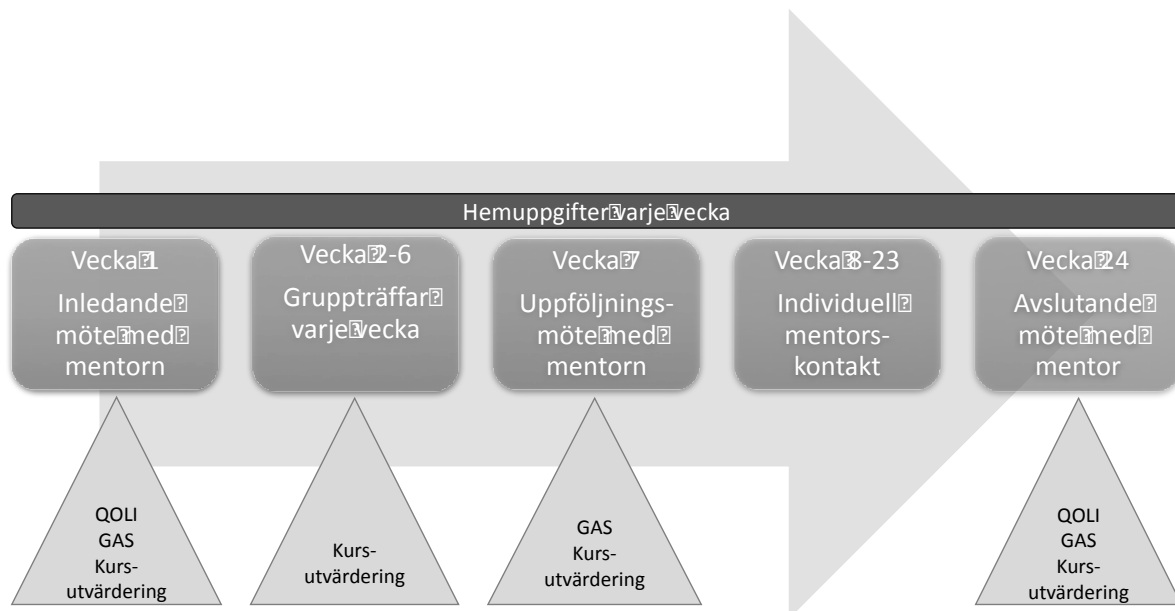 Hemuppgifter varje vecka
Vecka 1
Inledande
möte med
mentorn
Vecka 2-6
Gruppträffar
varje vecka
Vecka 7
Uppföljnings-
möte med
mentorn
Vecka 8-23
Individuell
mentors-
kontakt
Vecka 24
Avslutande
möte med
mentor
QOLI
GAS
Kurs-
utvärdering
Kurs-
utvärdering
GAS
Kurs-
utvärdering
QOLI
GAS
Kurs-
utvärdering